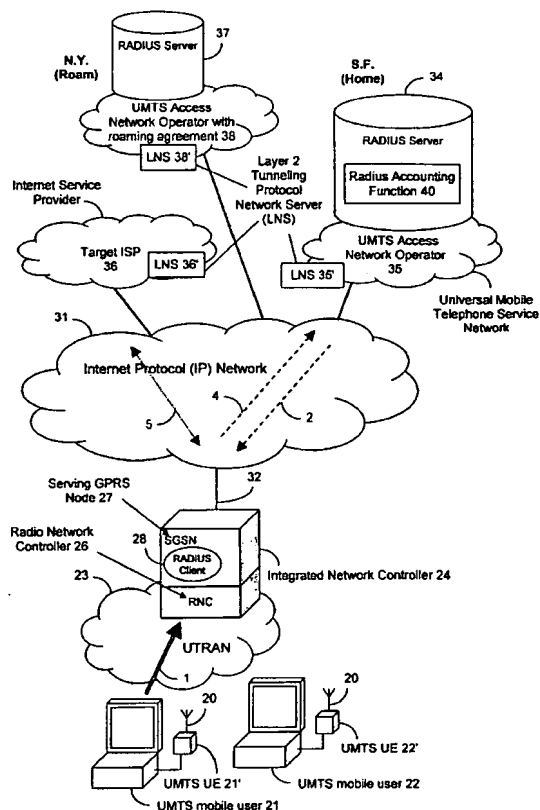 N.Y.
(Roam)
37
RADIUS Server
UMTS Access
Network Operator with
roaming agreement 38
LNS 38'
S.F.
(Home)
34
RADIUS Server
Radius Accounting
Function 40
Layer 2
Tunneling
Protocol
Network Server
(LNS)
Internet Service
Provider
Target ISP
36
LNS 36'
LNS 35'
UMTS Access
Network Operator
35
Universal Mobile
Telephone Service
Network
31
Internet Protocol (IP) Network
5
4
2
32
Serving GPRS
Node 27
Radio Network
Controller 26
28
SGSN
RADIUS
Client
23
RNC
Integrated Network Controller 24
UTRAN
1
20
UMTS UE 21'
UMTS mobile user 21
20
UMTS UE 22'
UMTS mobile user 22